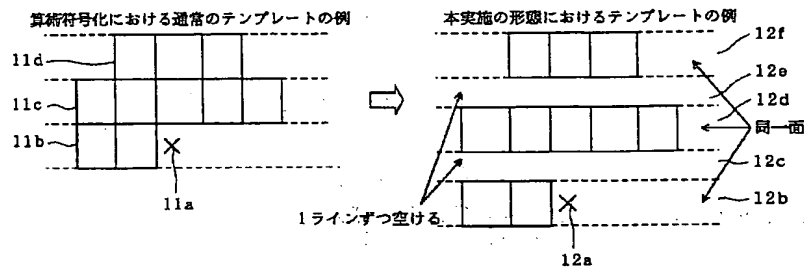 算術符号化における通常のテンプレートの例
本実施の形態におけるテンプレートの例
11d
11c
11b
11a
12f
12e
12d
同一面
12c
12b
1ラインずつ空ける
12a